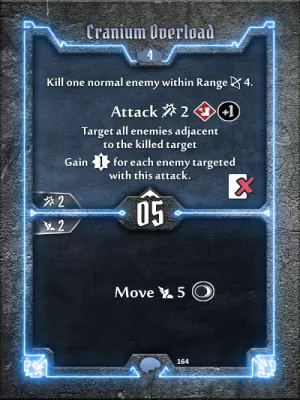 Cranium Overload
4
Kill one normal enemy within Range 4.
Attack 2 +1
Target all enemies adjacent
to the killed target
Gain 1 for each enemy targeted
with this attack.
2
05
2
Move 5
164